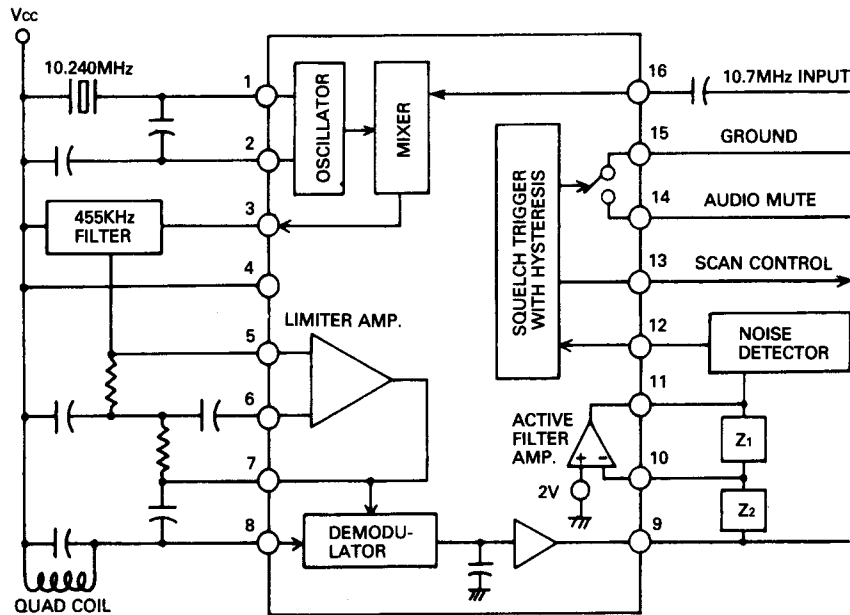 Vcc
10.240MHz
1
2
OSCILLATOR
MIXER
16
10.7MHz INPUT
15
GROUND
14
AUDIO MUTE
13
SCAN CONTROL
12
NOISE
DETECTOR
SQUELCH TRIGGER
WITH HYSTERESIS
455KHz
FILTER
3
4
5
LIMITER AMP.
6
7
8
QUAD COIL
DEMODU-
LATOR
11
ACTIVE
FILTER
AMP.
+ -
2V
10
Z1
Z2
9